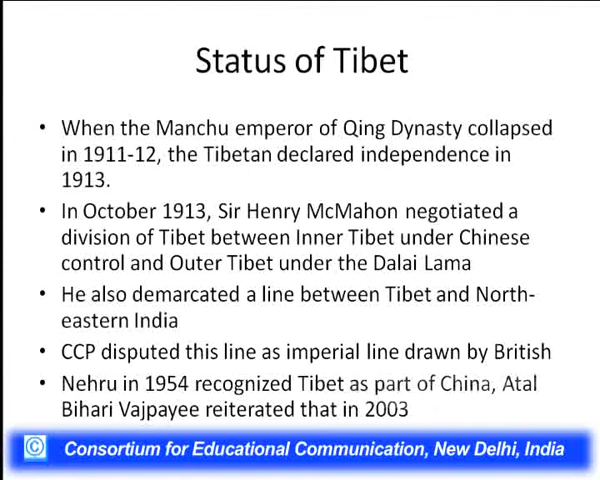 Status of Tibet
• When the Manchu emperor of Qing Dynasty collapsed
in 1911-12, the Tibetan declared independence in
1913.
• In October 1913, Sir Henry McMahon negotiated a
division of Tibet between Inner Tibet under Chinese
control and Outer Tibet under the Dalai Lama
• He also demarcated a line between Tibet and North-
eastern India
• CCP disputed this line as imperial line drawn by British
• Nehru in 1954 recognized Tibet as part of China, Atal
Bihari Vajpayee reiterated that in 2003
© Consortium for Educational Communication, New Delhi, India